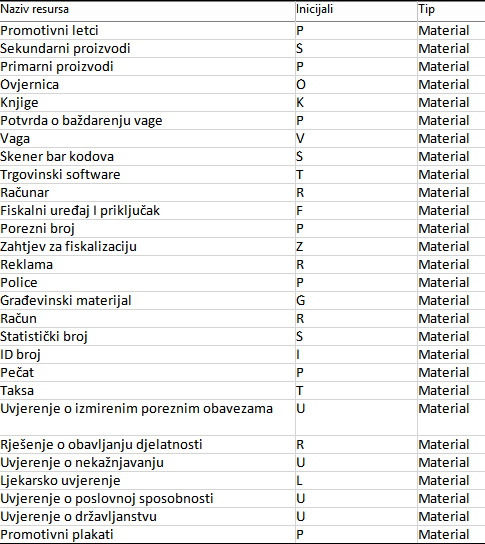 Naziv resursa Inicijali Tip
Promotivni letci P Material
Sekundarni proizvodi S Material
Primarni proizvodi P Material
Ovjernica O Material
Knjige K Material
Potvrda o baždarenju vage P Material
Vaga V Material
Skener bar kodova S Material
Trgovinski software T Material
Računar R Material
Fiskalni uređaj I priključak F Material
Porezni broj P Material
Zahtjev za fiskalizaciju Z Material
Reklama R Material
Police P Material
Građevinski materijal G Material
Račun R Material
Statistički broj S Material
ID broj I Material
Pečat P Material
Taksa T Material
Uvjerenje o izmirenim poreznim obavezama U Material
Rješenje o obavljanju djelatnosti R Material
Uvjerenje o nekažnjavanju U Material
Ljekarsko uvjerenje L Material
Uvjerenje o poslovnoj sposobnosti U Material
Uvjerenje o državljanstvu U Material
Promotivni plakati P Material